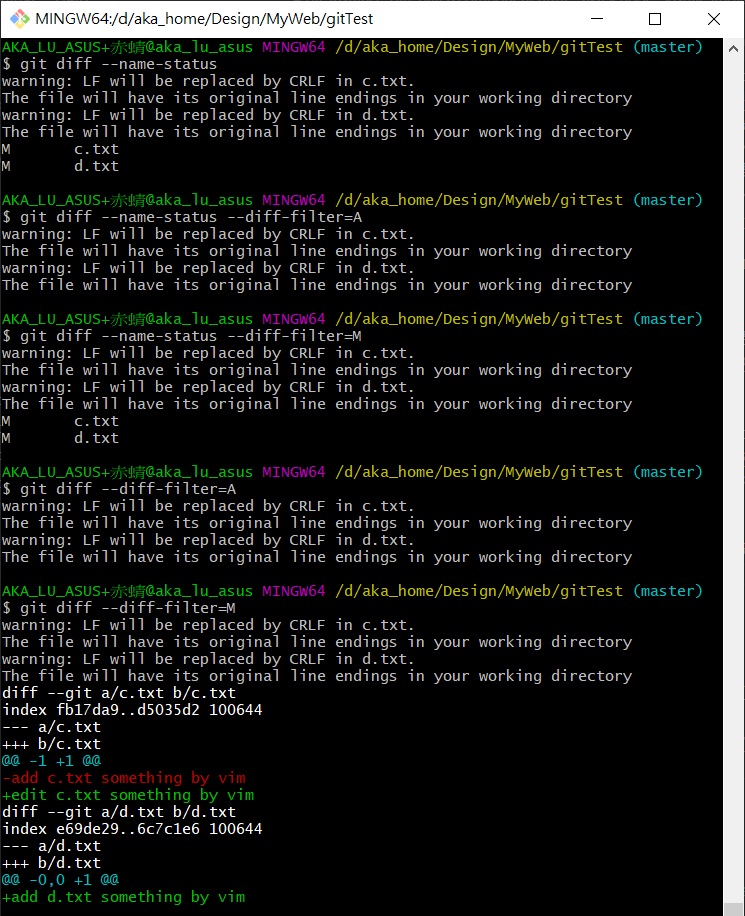 MINGW64:/d/aka_home/Design/MyWeb/gitTest
AKA_LU_ASUS+赤蜻@aka_lu_asus MINGW64 /d/aka_home/Design/MyWeb/gitTest (master)
$ git diff --name-status
warning: LF will be replaced by CRLF in c.txt.
The file will have its original line endings in your working directory
warning: LF will be replaced by CRLF in d.txt.
The file will have its original line endings in your working directory
M       c.txt
M       d.txt
AKA_LU_ASUS+赤蜻@aka_lu_asus MINGW64 /d/aka_home/Design/MyWeb/gitTest (master)
$ git diff --name-status --diff-filter=A
warning: LF will be replaced by CRLF in c.txt.
The file will have its original line endings in your working directory
warning: LF will be replaced by CRLF in d.txt.
The file will have its original line endings in your working directory
AKA_LU_ASUS+赤蜻@aka_lu_asus MINGW64 /d/aka_home/Design/MyWeb/gitTest (master)
$ git diff --name-status --diff-filter=M
warning: LF will be replaced by CRLF in c.txt.
The file will have its original line endings in your working directory
warning: LF will be replaced by CRLF in d.txt.
The file will have its original line endings in your working directory
M       c.txt
M       d.txt
AKA_LU_ASUS+赤蜻@aka_lu_asus MINGW64 /d/aka_home/Design/MyWeb/gitTest (master)
$ git diff --diff-filter=A
warning: LF will be replaced by CRLF in c.txt.
The file will have its original line endings in your working directory
warning: LF will be replaced by CRLF in d.txt.
The file will have its original line endings in your working directory
AKA_LU_ASUS+赤蜻@aka_lu_asus MINGW64 /d/aka_home/Design/MyWeb/gitTest (master)
$ git diff --diff-filter=M
warning: LF will be replaced by CRLF in c.txt.
The file will have its original line endings in your working directory
warning: LF will be replaced by CRLF in d.txt.
The file will have its original line endings in your working directory
diff --git a/c.txt b/c.txt
index fb17da9..d5035d2 100644
--- a/c.txt
+++ b/c.txt
@@ -1 +1 @@
-add c.txt something by vim
+edit c.txt something by vim
diff --git a/d.txt b/d.txt
index e69de29..6c7c1e6 100644
--- a/d.txt
+++ b/d.txt
@@ -0,0 +1 @@
+add d.txt something by vim